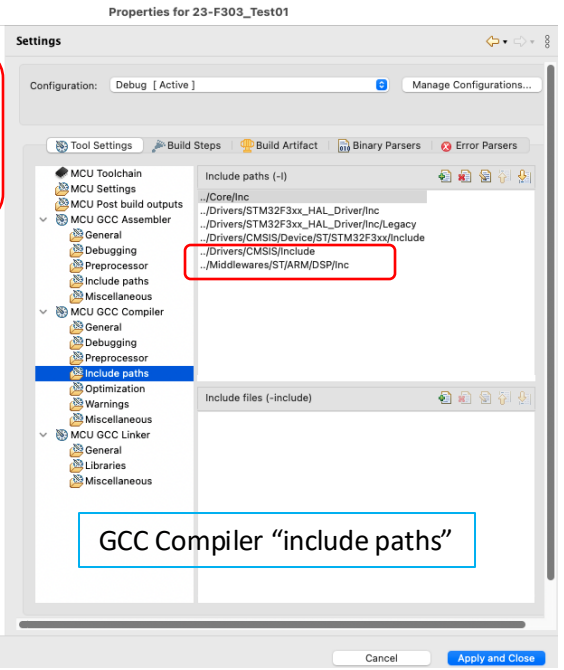 Properties for 23-F303_Test01
Settings
Configuration: Debug [ Active ] Manage Configurations...
Tool Settings Build Steps Build Artifact Binary Parsers Error Parsers
MCU Toolchain
MCU Settings
MCU Post build outputs
MCU GCC Assembler
General
Debugging
Preprocessor
Include paths
Miscellaneous
MCU GCC Compiler
General
Debugging
Preprocessor
Include paths
Optimization
Warnings
Miscellaneous
MCU GCC Linker
General
Libraries
Miscellaneous
Include paths (-I)
../Core/Inc
../Drivers/STM32F3xx_HAL_Driver/Inc
../Drivers/STM32F3xx_HAL_Driver/Inc/Legacy
../Drivers/CMSIS/Device/ST/STM32F3xx/Include
../Drivers/CMSIS/Include
../Middlewares/ST/ARM/DSP/Inc
Include files (-include)
GCC Compiler “include paths”
Cancel Apply and Close